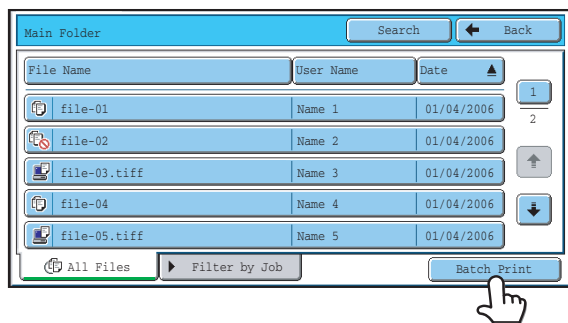 Main Folder Search Back
File Name User Name Date
file-01 Name 1 01/04/2006 1
2
file-02 Name 2 01/04/2006
file-03.tiff Name 3 01/04/2006
file-04 Name 4 01/04/2006
file-05.tiff Name 5 01/04/2006
All Files Filter by Job Batch Print